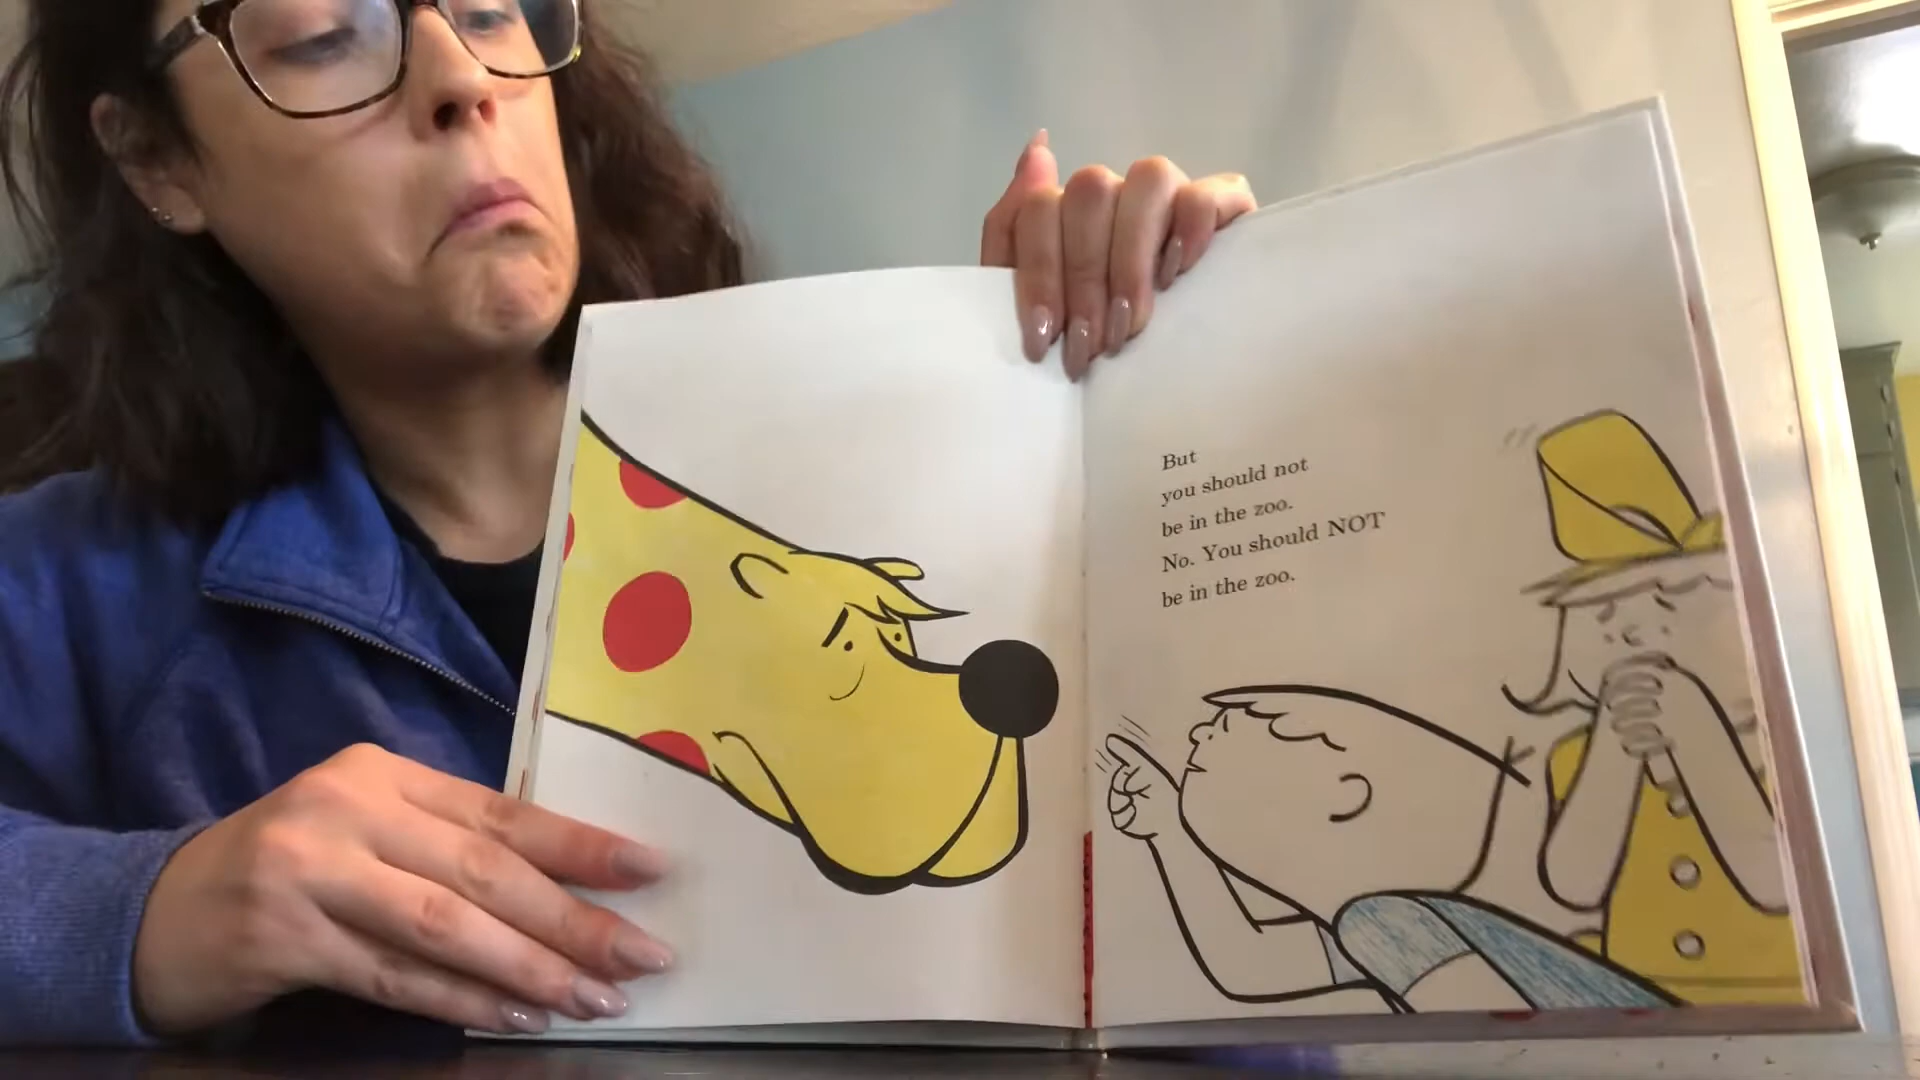 But
you should not
be in the zoo.
No. You should NOT
be in the zoo.